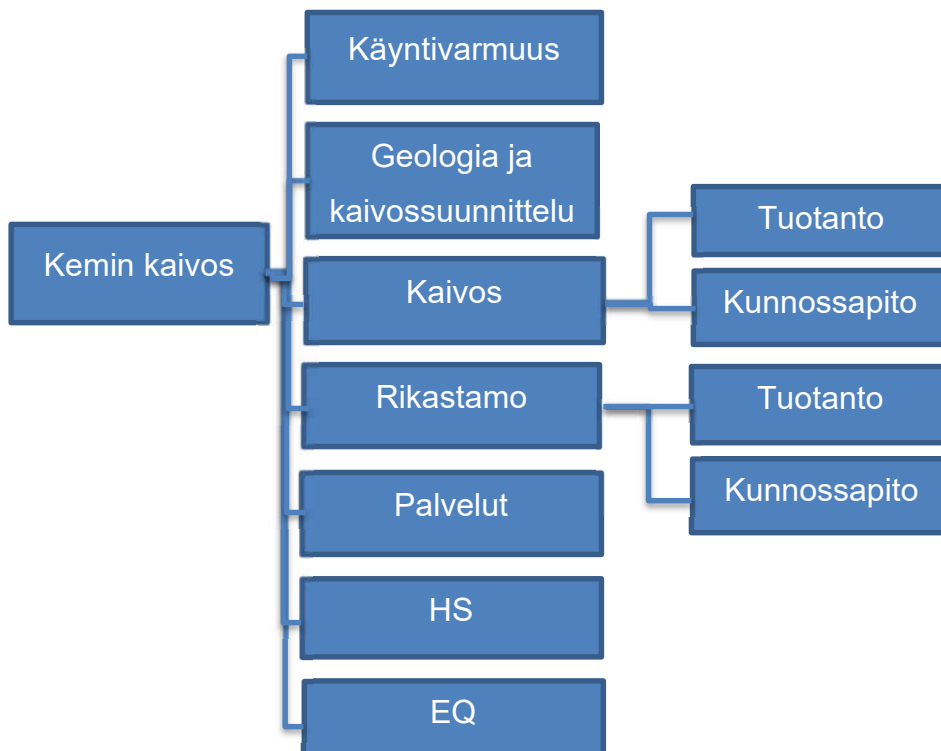 Kemin kaivos
Käyntivarmuus
Geologia ja
kaivossuunnittelu
Kaivos
Tuotanto
Kunnossapito
Rikastamo
Tuotanto
Kunnossapito
Palvelut
HS
EQ